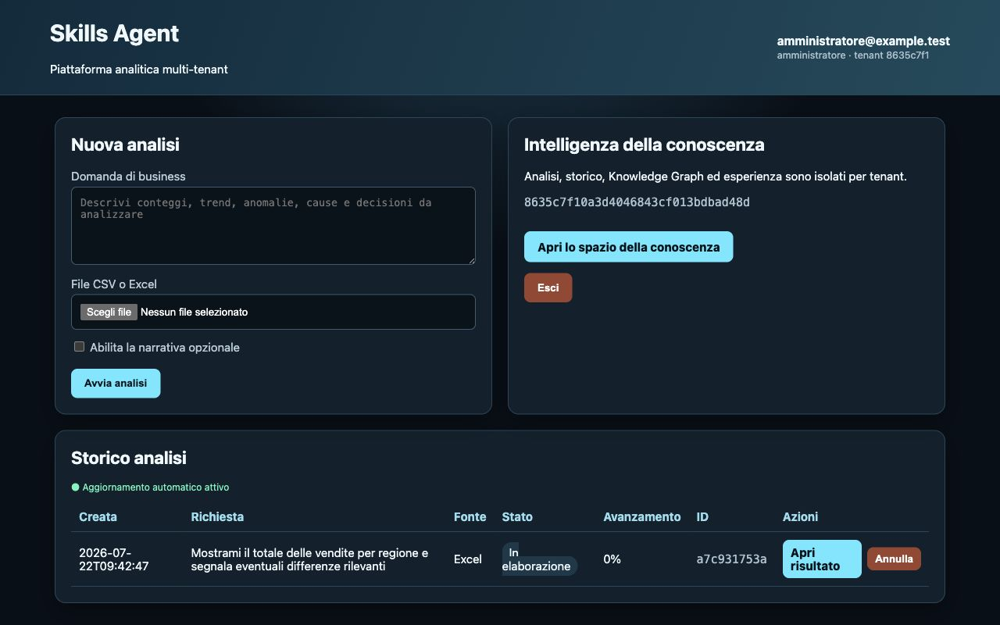 Skills Agent
Piattaforma analitica multi-tenant
amministratore@example.test
amministratore · tenant 8635c7f1
Nuova analisi
Domanda di business
Descrivi conteggi, trend, anomalie, cause e decisioni da
analizzare
File CSV o Excel
Scegli file Nessun file selezionato
Abilita la narrativa opzionale
Avvia analisi
Intelligenza della conoscenza
Analisi, storico, Knowledge Graph ed esperienza sono isolati per tenant.
8635c7f10a3d4046843cf013bdbad48d
Apri lo spazio della conoscenza
Esci
Storico analisi
Aggiornamento automatico attivo
Creata Richiesta Fonte Stato Avanzamento ID Azioni
2026-07-
22T09:42:47
Mostrami il totale delle vendite per regione e
segnala eventuali differenze rilevanti
Excel
In
elaborazione
0%
a7c931753a
Apri
risultato
Annulla